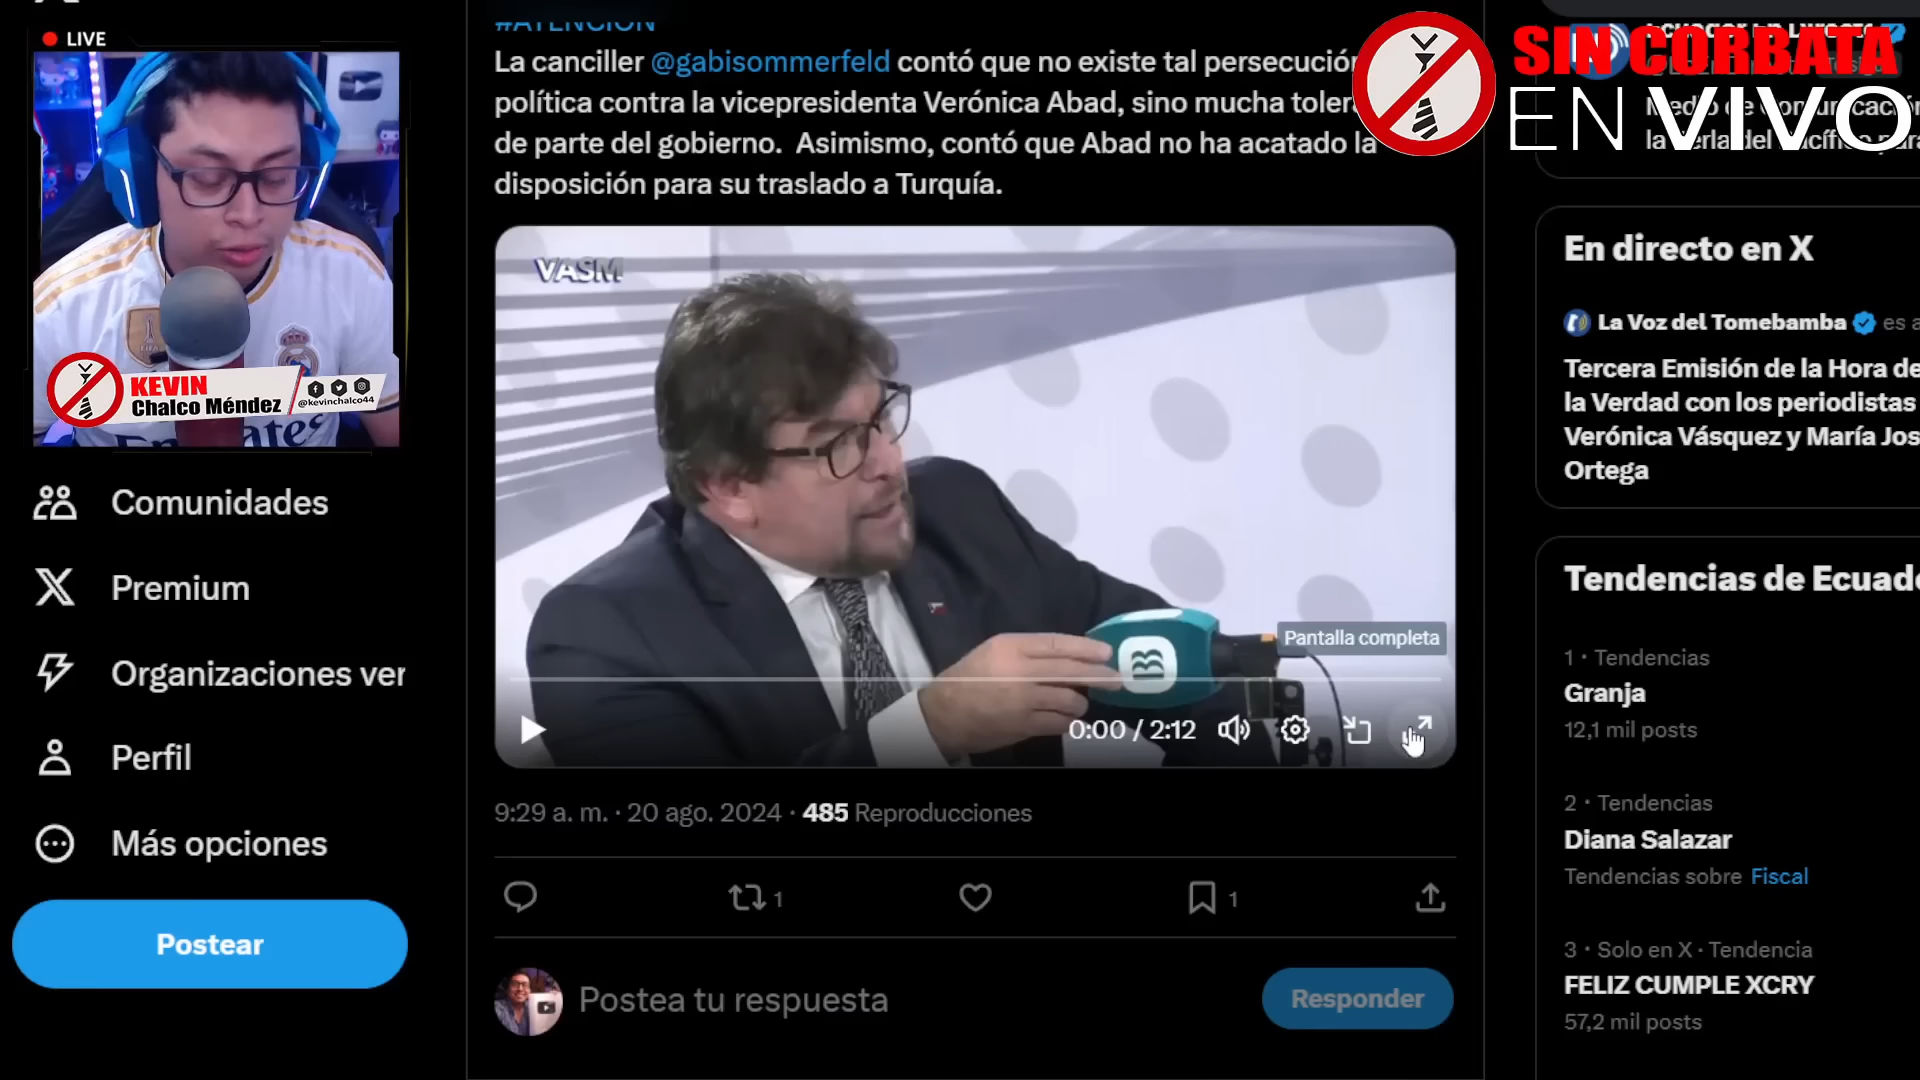 LIVE
KEVIN
Chalco Méndez
@kevinchalco44
Comunidades
Premium
Organizaciones ver
Perfil
Más opciones
Postear
#ATENCIÓN
La canciller @gabisommerfeld contó que no existe tal persecución
política contra la vicepresidenta Verónica Abad, sino mucha tolera
de parte del gobierno. Asimismo, contó que Abad no ha acatado la
disposición para su traslado a Turquía.
VASM
Pantalla completa
0:00 / 2:12
9:29 a. m. · 20 ago. 2024 · 485 Reproducciones
1
1
Postea tu respuesta
Responder
SIN CORBATA
EN VIVO
En directo en X
La Voz del Tomebamba es a
Tercera Emisión de la Hora de
la Verdad con los periodistas
Verónica Vásquez y María Jos
Ortega
Tendencias de Ecuado
1 · Tendencias
Granja
12,1 mil posts
2 · Tendencias
Diana Salazar
Tendencias sobre Fiscal
3 · Solo en X · Tendencia
FELIZ CUMPLE XCRY
57,2 mil posts